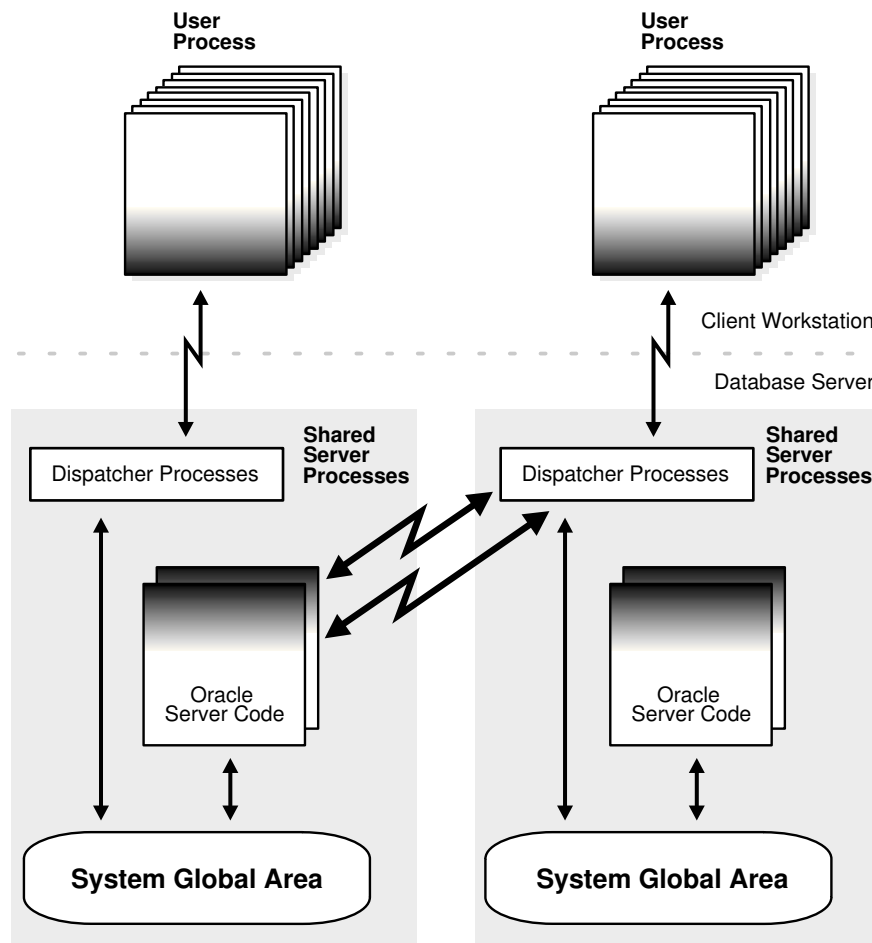 User
Process
User
Process
Client Workstation
Database Server
Shared
Server
Processes
Dispatcher Processes
Shared
Server
Processes
Dispatcher Processes
Oracle
Server Code
Oracle
Server Code
System Global Area
System Global Area